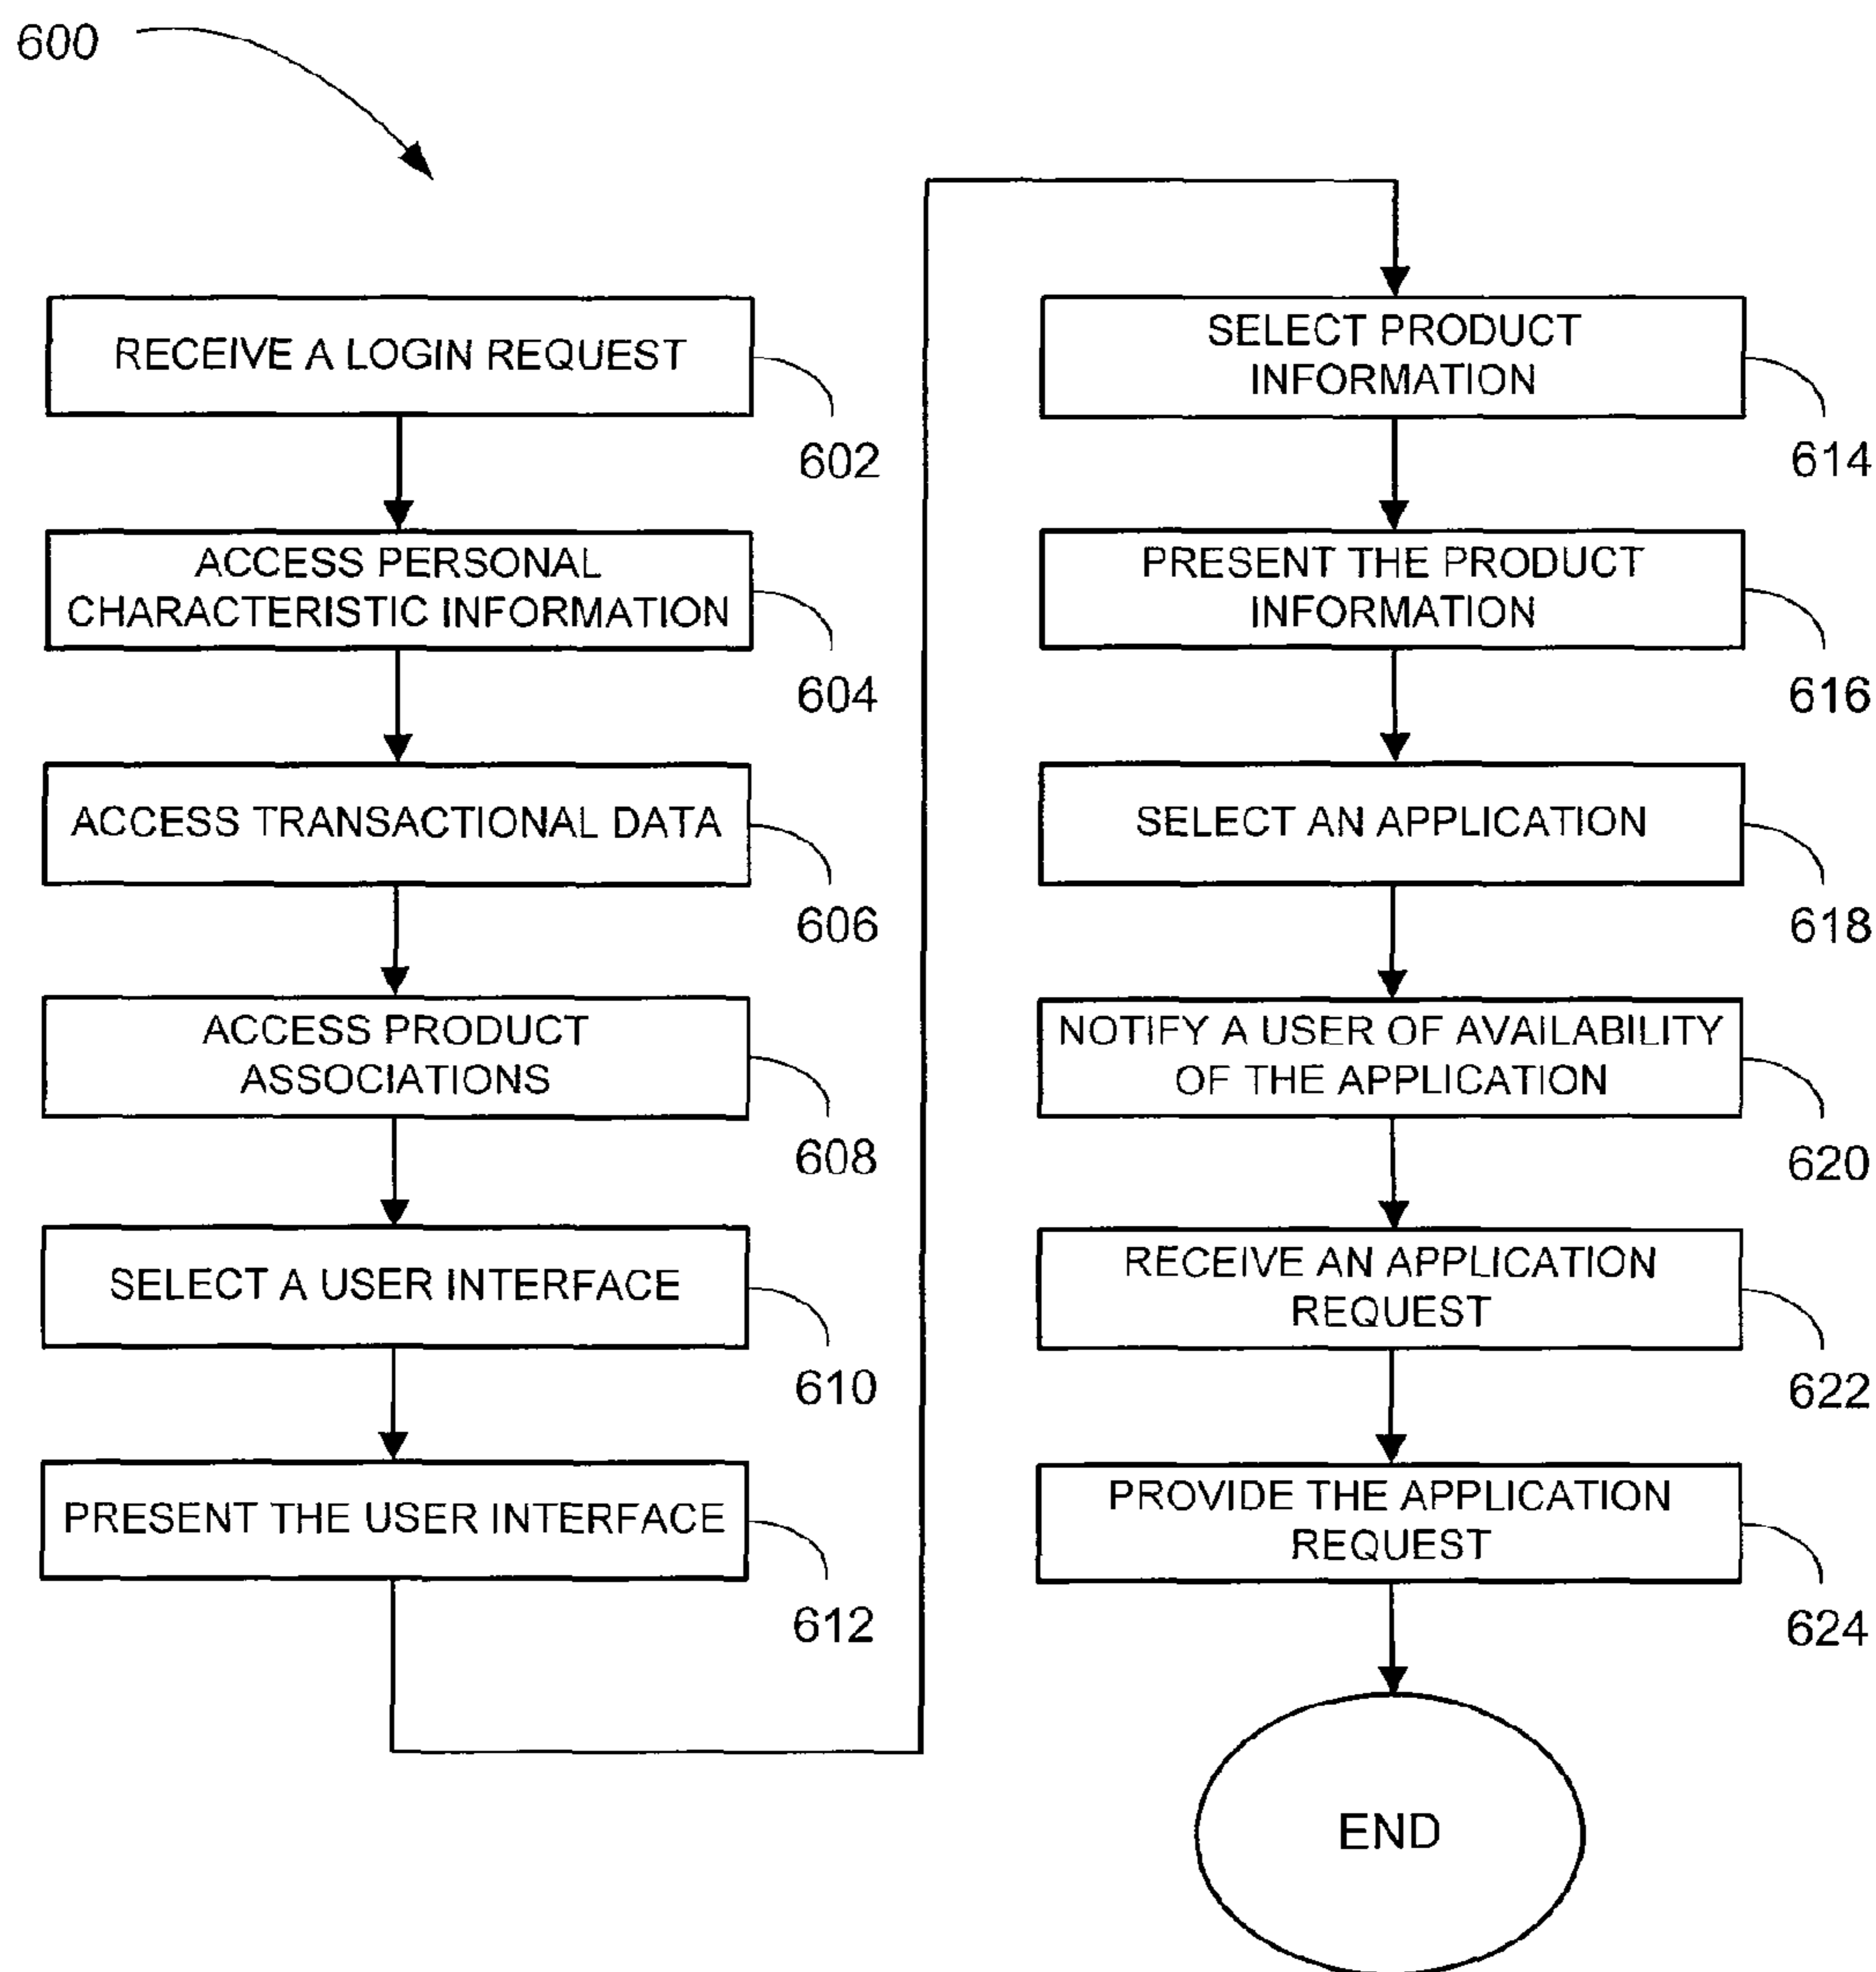 600
RECEIVE A LOGIN REQUEST
602
ACCESS PERSONAL
CHARACTERISTIC INFORMATION
604
ACCESS TRANSACTIONAL DATA
606
ACCESS PRODUCT
ASSOCIATIONS
608
SELECT A USER INTERFACE
610
PRESENT THE USER INTERFACE
612
SELECT PRODUCT
INFORMATION
614
PRESENT THE PRODUCT
INFORMATION
616
SELECT AN APPLICATION
618
NOTIFY A USER OF AVAILABILITY
OF THE APPLICATION
620
RECEIVE AN APPLICATION
REQUEST
622
PROVIDE THE APPLICATION
REQUEST
624
END